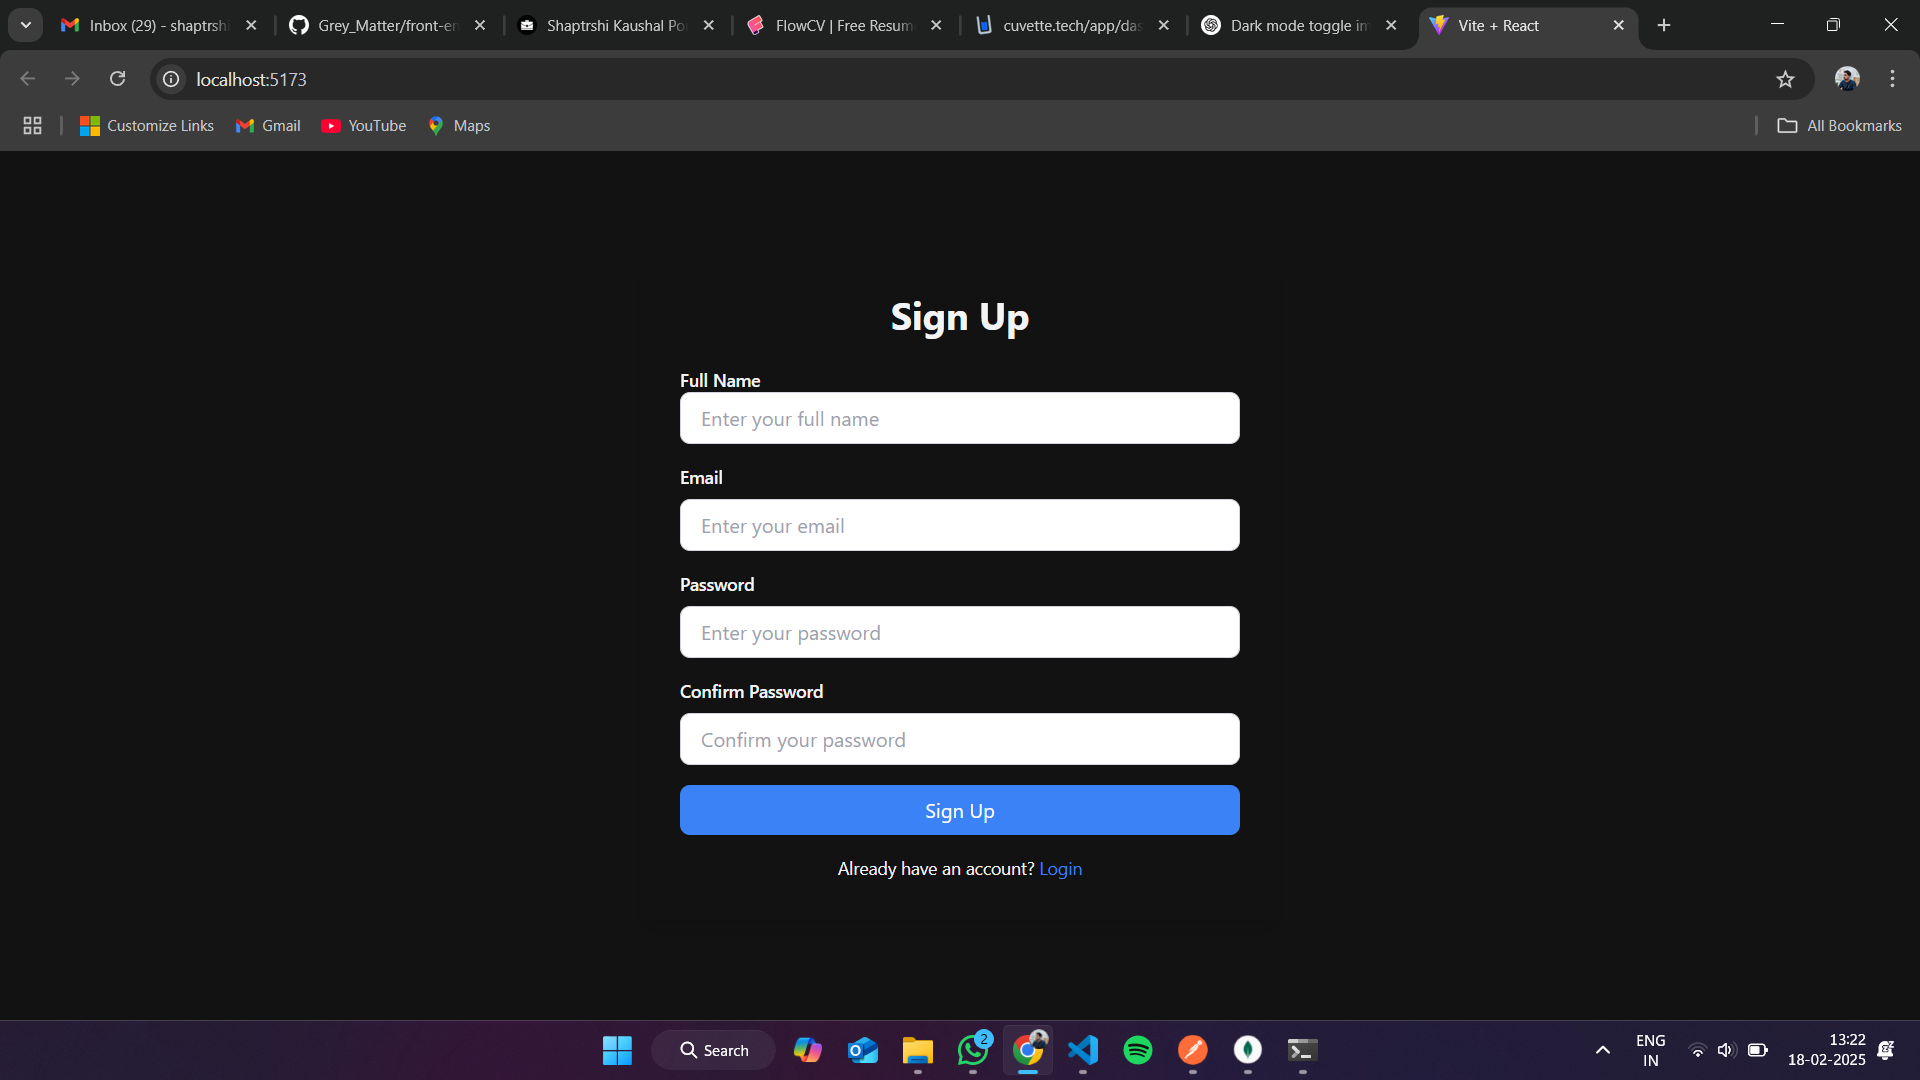 Inbox (29) - shaptrshi
Grey_Matter/front-en
Shaptrshi Kaushal Po
FlowCV | Free Resum
cuvette.tech/app/das
Dark mode toggle im
Vite + React
localhost:5173
Customize Links
Gmail
YouTube
Maps
All Bookmarks
Sign Up
Full Name
Enter your full name
Email
Enter your email
Password
Enter your password
Confirm Password
Confirm your password
Sign Up
Already have an account? Login
Search
2
ENG
IN
13:22
18-02-2025